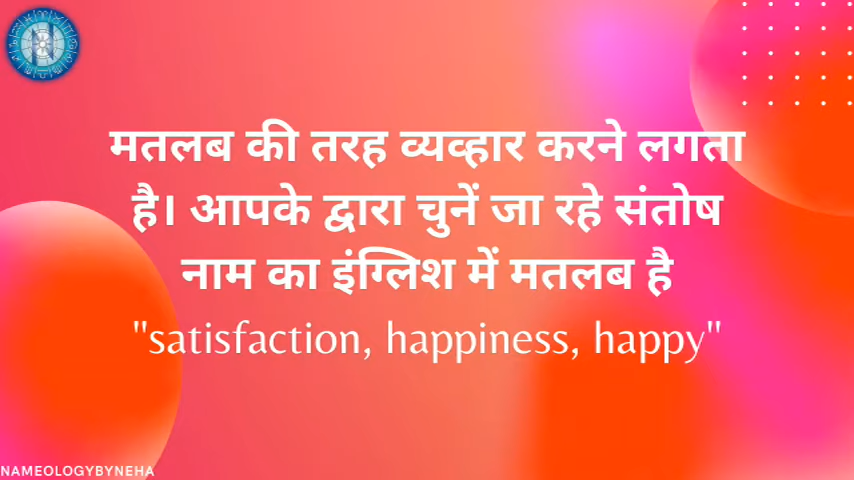 मतलब की तरह व्यव्हार करने लगता
है। आपके द्वारा चुनें जा रहे संतोष
नाम का इंग्लिश में मतलब है
"satisfaction, happiness, happy"
NAMEOLOGYBYNEHA